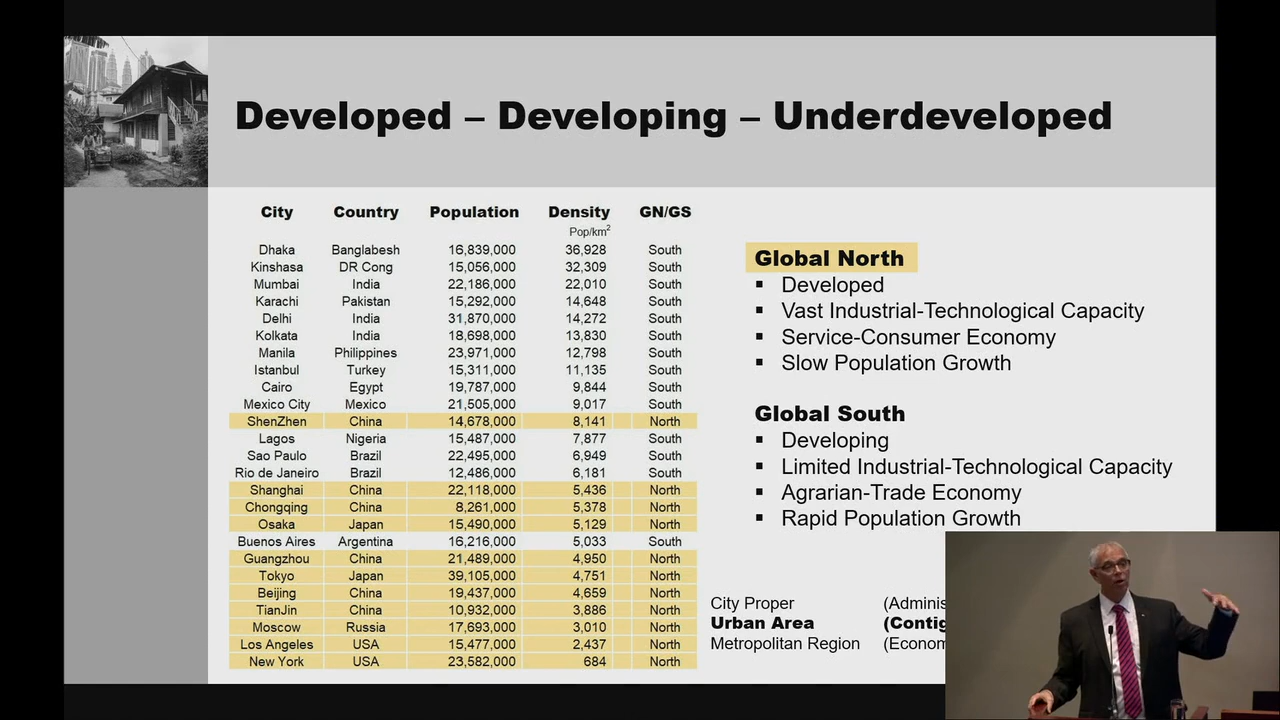 Developed – Developing – Underdeveloped
City Country Population Density GN/GS
Pop/km2
Dhaka Banglabesh 16,839,000 36,928 South
Kinshasa DR Cong 15,056,000 32,309 South
Mumbai India 22,186,000 22,010 South
Karachi Pakistan 15,292,000 14,648 South
Delhi India 31,870,000 14,272 South
Kolkata India 18,698,000 13,830 South
Manila Philippines 23,971,000 12,798 South
Istanbul Turkey 15,311,000 11,135 South
Cairo Egypt 19,787,000 9,844 South
Mexico City Mexico 21,505,000 9,017 South
ShenZhen China 14,678,000 8,141 North
Lagos Nigeria 15,487,000 7,877 South
Sao Paulo Brazil 22,495,000 6,949 South
Rio de Janeiro Brazil 12,486,000 6,181 South
Shanghai China 22,118,000 5,436 North
Chongqing China 8,261,000 5,378 North
Osaka Japan 15,490,000 5,129 North
Buenos Aires Argentina 16,216,000 5,033 South
Guangzhou China 21,489,000 4,950 North
Tokyo Japan 39,105,000 4,751 North
Beijing China 19,437,000 4,659 North
TianJin China 10,932,000 3,886 North
Moscow Russia 17,693,000 3,010 North
Los Angeles USA 15,477,000 2,437 North
New York USA 23,582,000 684 North
Global North
▪ Developed
▪ Vast Industrial-Technological Capacity
▪ Service-Consumer Economy
▪ Slow Population Growth
Global South
▪ Developing
▪ Limited Industrial-Technological Capacity
▪ Agrarian-Trade Economy
▪ Rapid Population Growth
City Proper (Adminis
Urban Area (Contig
Metropolitan Region (Econom